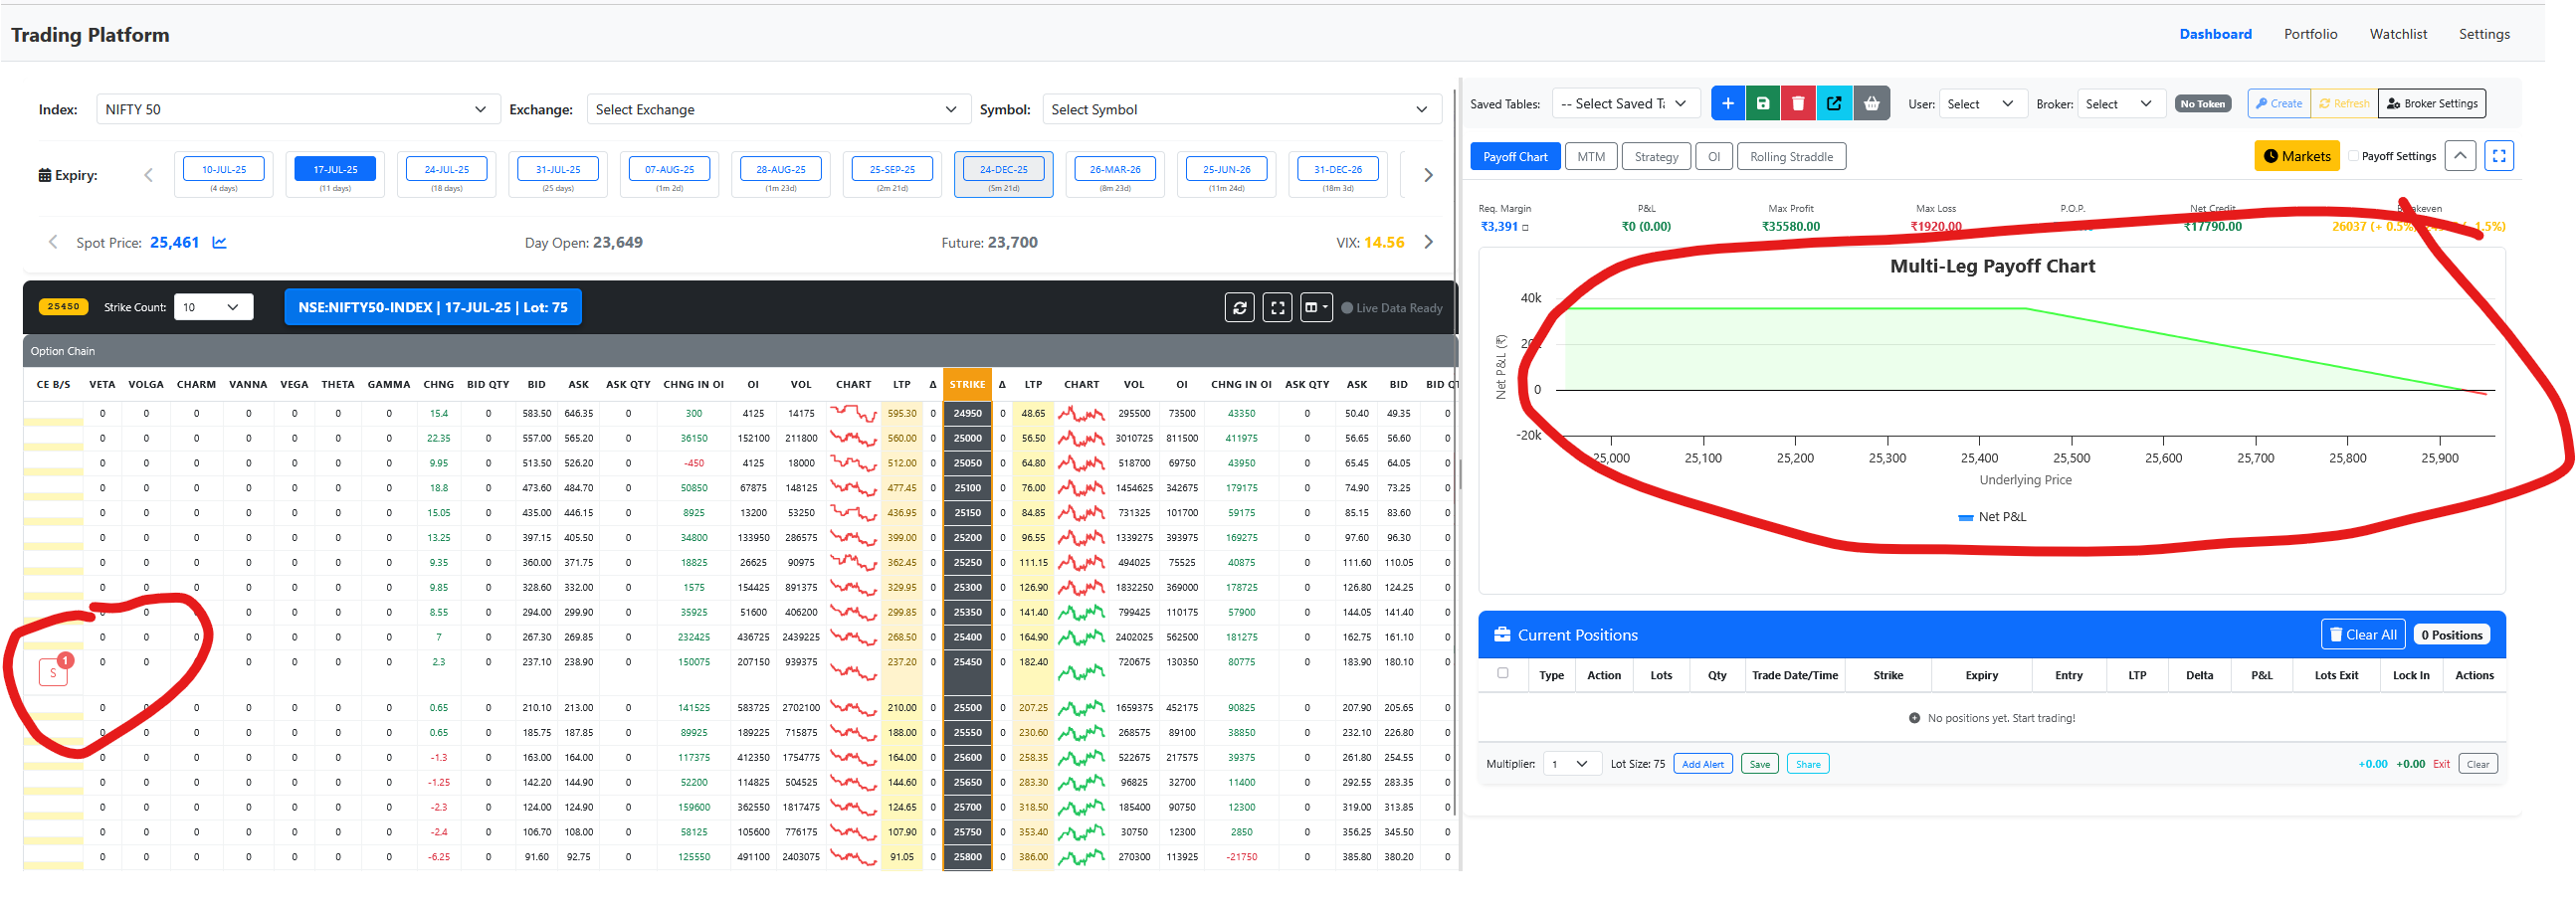 Trading Platform
Dashboard Portfolio Watchlist Settings
Index: NIFTY 50 Exchange: Select Exchange Symbol: Select Symbol
Expiry: 10-JUL-25 17-JUL-25 24-JUL-25 31-JUL-25 07-AUG-25 28-AUG-25 25-SEP-25 24-DEC-25 26-MAR-26 25-JUN-26 31-DEC-26
(4 days) (11 days) (18 days) (25 days) (1m 2d) (1m 23d) (2m 21d) (5m 21d) (8m 23d) (11m 24d) (18m 3d)
Spot Price: 25,461 Day Open: 23,649 Future: 23,700 VIX: 14.56
25450 Strike Count: 10 NSE:NIFTY50-INDEX | 17-JUL-25 | Lot: 75 Live Data Ready
Option Chain
CE B/S VETA VOLGA CHARM VANNA VEGA THETA GAMMA CHNG BID QTY BID ASK ASK QTY CHNG IN OI OI VOL CHART LTP Δ STRIKE Δ LTP CHART VOL OI CHNG IN OI ASK QTY ASK BID BID QT
0 0 0 0 0 0 0 15.4 0 583.50 646.35 0 300 4125 14175 595.30 0 24950 0 48.65 295500 73500 43350 0 50.40 49.35 0
0 0 0 0 0 0 0 22.35 0 557.00 565.20 0 36150 152100 211800 560.00 0 25000 0 56.50 3010725 811500 411975 0 56.65 56.60 0
0 0 0 0 0 0 0 9.95 0 513.50 526.20 0 -450 4125 18000 512.00 0 25050 0 64.80 518700 69750 43950 0 65.45 64.05 0
0 0 0 0 0 0 0 18.8 0 473.60 484.70 0 50850 67875 148125 477.45 0 25100 0 76.00 1454625 342675 179175 0 74.90 73.25 0
0 0 0 0 0 0 0 15.05 0 435.00 446.15 0 8925 13200 53250 436.95 0 25150 0 84.85 731325 101700 59175 0 85.15 83.60 0
0 0 0 0 0 0 0 13.25 0 397.15 405.50 0 34800 133950 286575 399.00 0 25200 0 96.55 1339275 393975 169275 0 97.60 96.30 0
0 0 0 0 0 0 0 9.35 0 360.00 371.75 0 18825 26625 90975 362.45 0 25250 0 111.15 494025 75525 40875 0 111.60 110.05 0
0 0 0 0 0 0 0 9.85 0 328.60 332.00 0 1575 154425 891375 329.95 0 25300 0 126.90 1832250 369000 178725 0 126.80 124.25 0
0 0 0 0 0 0 0 8.55 0 294.00 299.90 0 35925 51600 406200 299.85 0 25350 0 141.40 799425 110175 57900 0 144.05 141.40 0
0 0 0 0 0 0 0 7 0 267.30 269.85 0 232425 436725 2439225 268.50 0 25400 0 164.90 2402025 562500 181275 0 162.75 161.10 0
S 1 0 0 0 0 0 0 0 2.3 0 237.10 238.90 0 150075 207150 939375 237.20 0 25450 0 182.40 720675 130350 80775 0 183.90 180.10 0
0 0 0 0 0 0 0 0.65 0 210.10 213.00 0 141525 583725 2702100 210.00 0 25500 0 207.25 1659375 452175 90825 0 207.90 205.65 0
0 0 0 0 0 0 0 0.65 0 185.75 187.85 0 89925 189225 715875 188.00 0 25550 0 230.60 268575 89100 38850 0 232.10 226.80 0
0 0 0 0 0 0 0 -1.3 0 163.00 164.00 0 117375 412350 1754775 164.00 0 25600 0 258.35 522675 217575 39375 0 261.80 254.55 0
0 0 0 0 0 0 0 -1.25 0 142.20 144.90 0 52200 114825 504525 144.60 0 25650 0 283.30 96825 32700 11400 0 292.55 283.35 0
0 0 0 0 0 0 0 -2.3 0 124.00 124.90 0 159600 362550 1817475 124.65 0 25700 0 318.50 185400 90750 12300 0 319.00 313.85 0
0 0 0 0 0 0 0 -2.4 0 106.70 108.00 0 58125 105600 776175 107.90 0 25750 0 353.40 30750 12300 2850 0 356.25 345.50 0
0 0 0 0 0 0 0 -6.25 0 91.60 92.75 0 125550 491100 2403075 91.05 0 25800 0 386.00 270300 113925 -21750 0 385.80 380.20 0
Saved Tables: -- Select Saved Ta User: Select Broker: Select No Token Create Refresh Broker Settings
Payoff Chart MTM Strategy OI Rolling Straddle Markets Payoff Settings
Req. Margin P&L Max Profit Max Loss P.O.P. Net Credit
₹3,391 ₹0 (0.00) ₹35580.00 ₹1920.00 ₹17790.00 26037 (+ 0.5%) 1.5%)
Multi-Leg Payoff Chart
40k
0
-20k
Net P&L (₹)
25,000 25,100 25,200 25,300 25,400 25,500 25,600 25,700 25,800 25,900
Underlying Price
Net P&L
Current Positions Clear All 0 Positions
Type Action Lots Qty Trade Date/Time Strike Expiry Entry LTP Delta P&L Lots Exit Lock In Actions
No positions yet. Start trading!
Multiplier: 1 Lot Size: 75 Add Alert Save Share +0.00 +0.00 Exit Clear